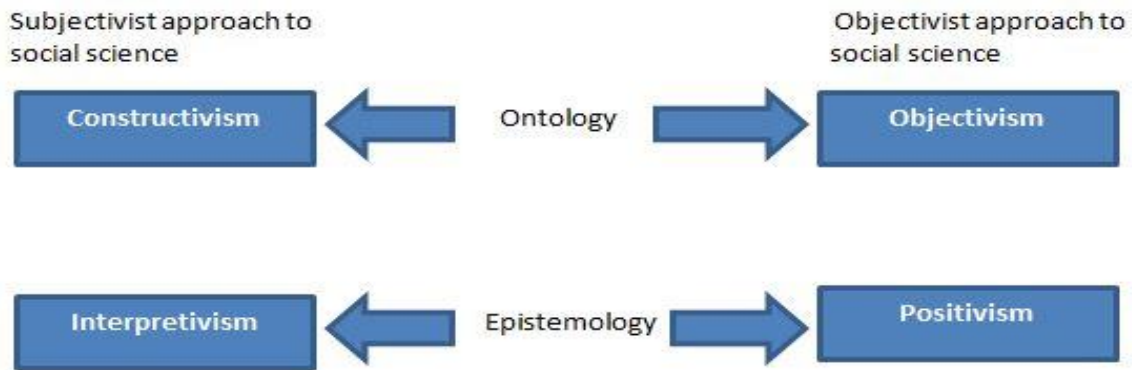 Subjectivist approach to
social science
Objectivist approach to
social science
Constructivism
Ontology
Objectivism
Interpretivism
Epistemology
Positivism